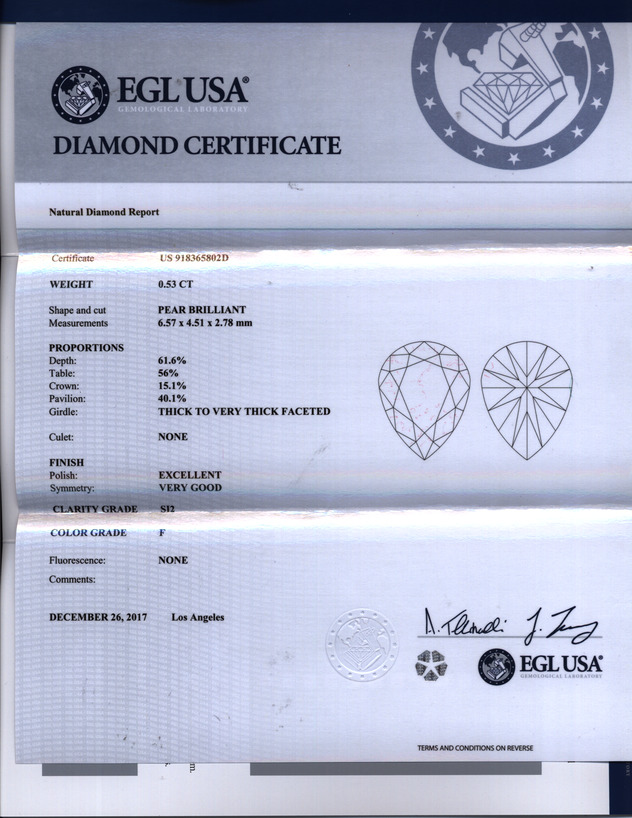 EGL USA®
GEMOLOGICAL LABORATORY
DIAMOND CERTIFICATE
Natural Diamond Report
Certificate US 918365802D
WEIGHT 0.53 CT
Shape and cut PEAR BRILLIANT
Measurements 6.57 x 4.51 x 2.78 mm
PROPORTIONS
Depth: 61.6%
Table: 56%
Crown: 15.1%
Pavilion: 40.1%
Girdle: THICK TO VERY THICK FACETED
Culet: NONE
FINISH
Polish: EXCELLENT
Symmetry: VERY GOOD
CLARITY GRADE SI2
COLOR GRADE F
Fluorescence: NONE
Comments:
DECEMBER 26, 2017 Los Angeles
EGL USA®
GEMOLOGICAL LABORATORY
TERMS AND CONDITIONS ON REVERSE